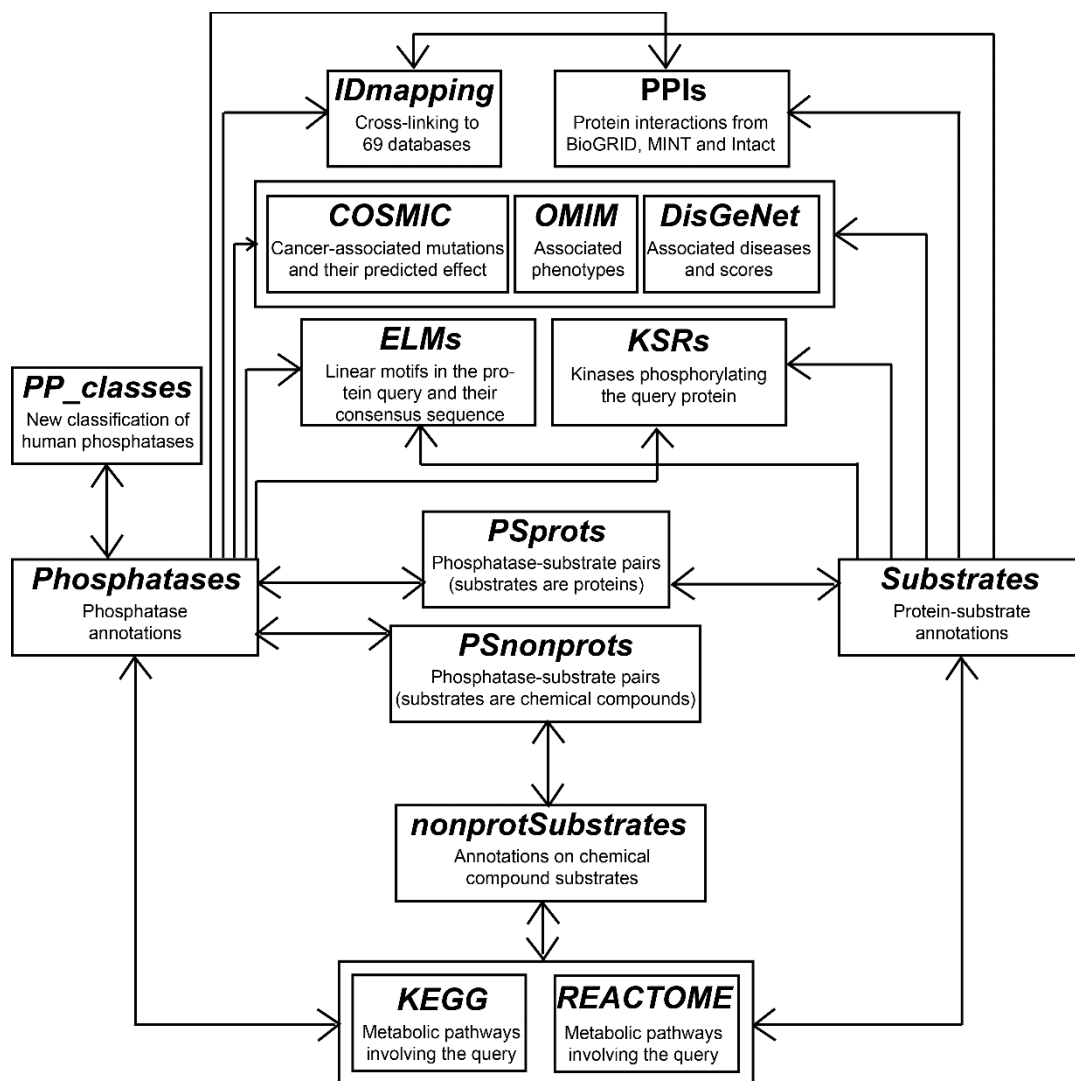 IDmapping
Cross-linking to
69 databases
PPIs
Protein interactions from
BioGRID, MINT and Intact
COSMIC
Cancer-associated mutations
and their predicted effect
OMIM
Associated
phenotypes
DisGeNet
Associated diseases
and scores
ELMs
Linear motifs in the pro-
tein query and their
consensus sequence
KSRs
Kinases phosphorylating
the query protein
PP_classes
New classification of
human phosphatases
PSprots
Phosphatase-substrate pairs
(substrates are proteins)
Phosphatases
Phosphatase
annotations
Substrates
Protein-substrate
annotations
PSnonprots
Phosphatase-substrate pairs
(substrates are chemical compounds)
nonprotSubstrates
Annotations on chemical
compound substrates
KEGG
Metabolic pathways
involving the query
REACTOME
Metabolic pathways
involving the query